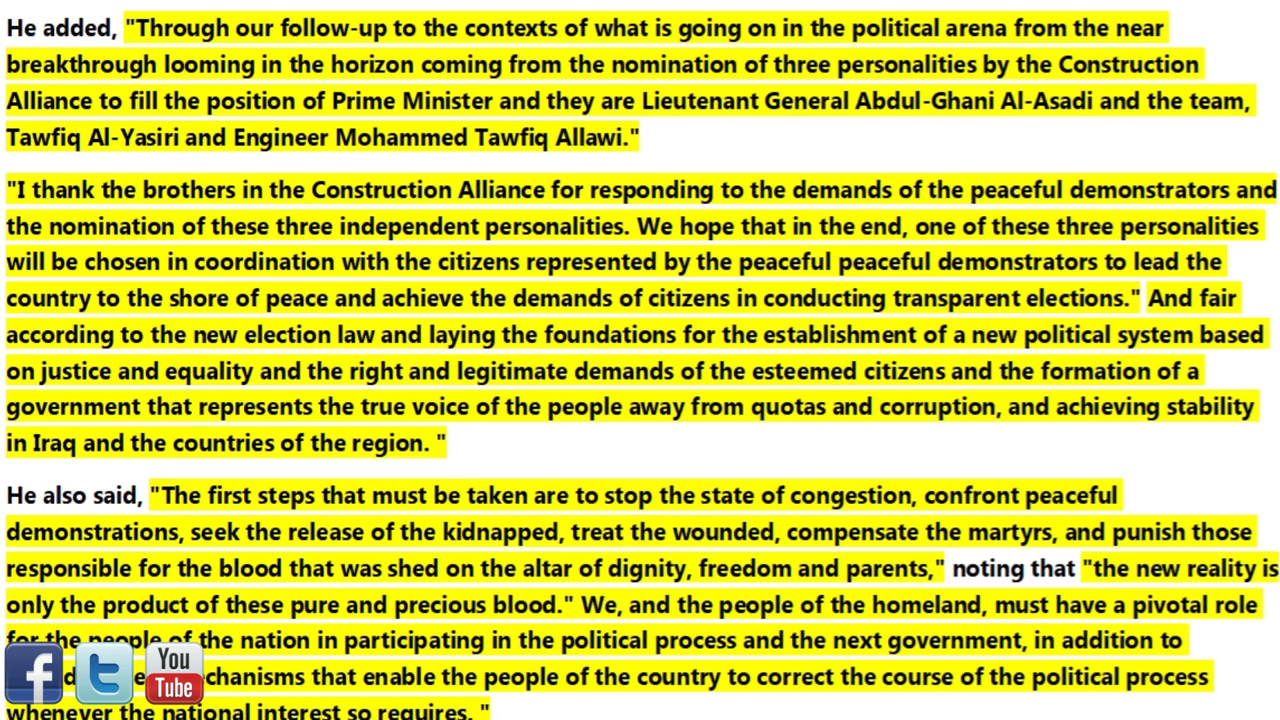 He added, "Through our follow-up to the contexts of what is going on in the political arena from the near
breakthrough looming in the horizon coming from the nomination of three personalities by the Construction
Alliance to fill the position of Prime Minister and they are Lieutenant General Abdul-Ghani Al-Asadi and the team,
Tawfiq Al-Yasiri and Engineer Mohammed Tawfiq Allawi."
"I thank the brothers in the Construction Alliance for responding to the demands of the peaceful demonstrators and
the nomination of these three independent personalities. We hope that in the end, one of these three personalities
will be chosen in coordination with the citizens represented by the peaceful peaceful demonstrators to lead the
country to the shore of peace and achieve the demands of citizens in conducting transparent elections." And fair
according to the new election law and laying the foundations for the establishment of a new political system based
on justice and equality and the right and legitimate demands of the esteemed citizens and the formation of a
government that represents the true voice of the people away from quotas and corruption, and achieving stability
in Iraq and the countries of the region. "
He also said, "The first steps that must be taken are to stop the state of congestion, confront peaceful
demonstrations, seek the release of the kidnapped, treat the wounded, compensate the martyrs, and punish those
responsible for the blood that was shed on the altar of dignity, freedom and parents," noting that "the new reality is
only the product of these pure and precious blood." We, and the people of the homeland, must have a pivotal role
for the people of the nation in participating in the political process and the next government, in addition to
that enable the people of the country to correct the course of the political process
whenever the national interest so requires. "
f t You Tube